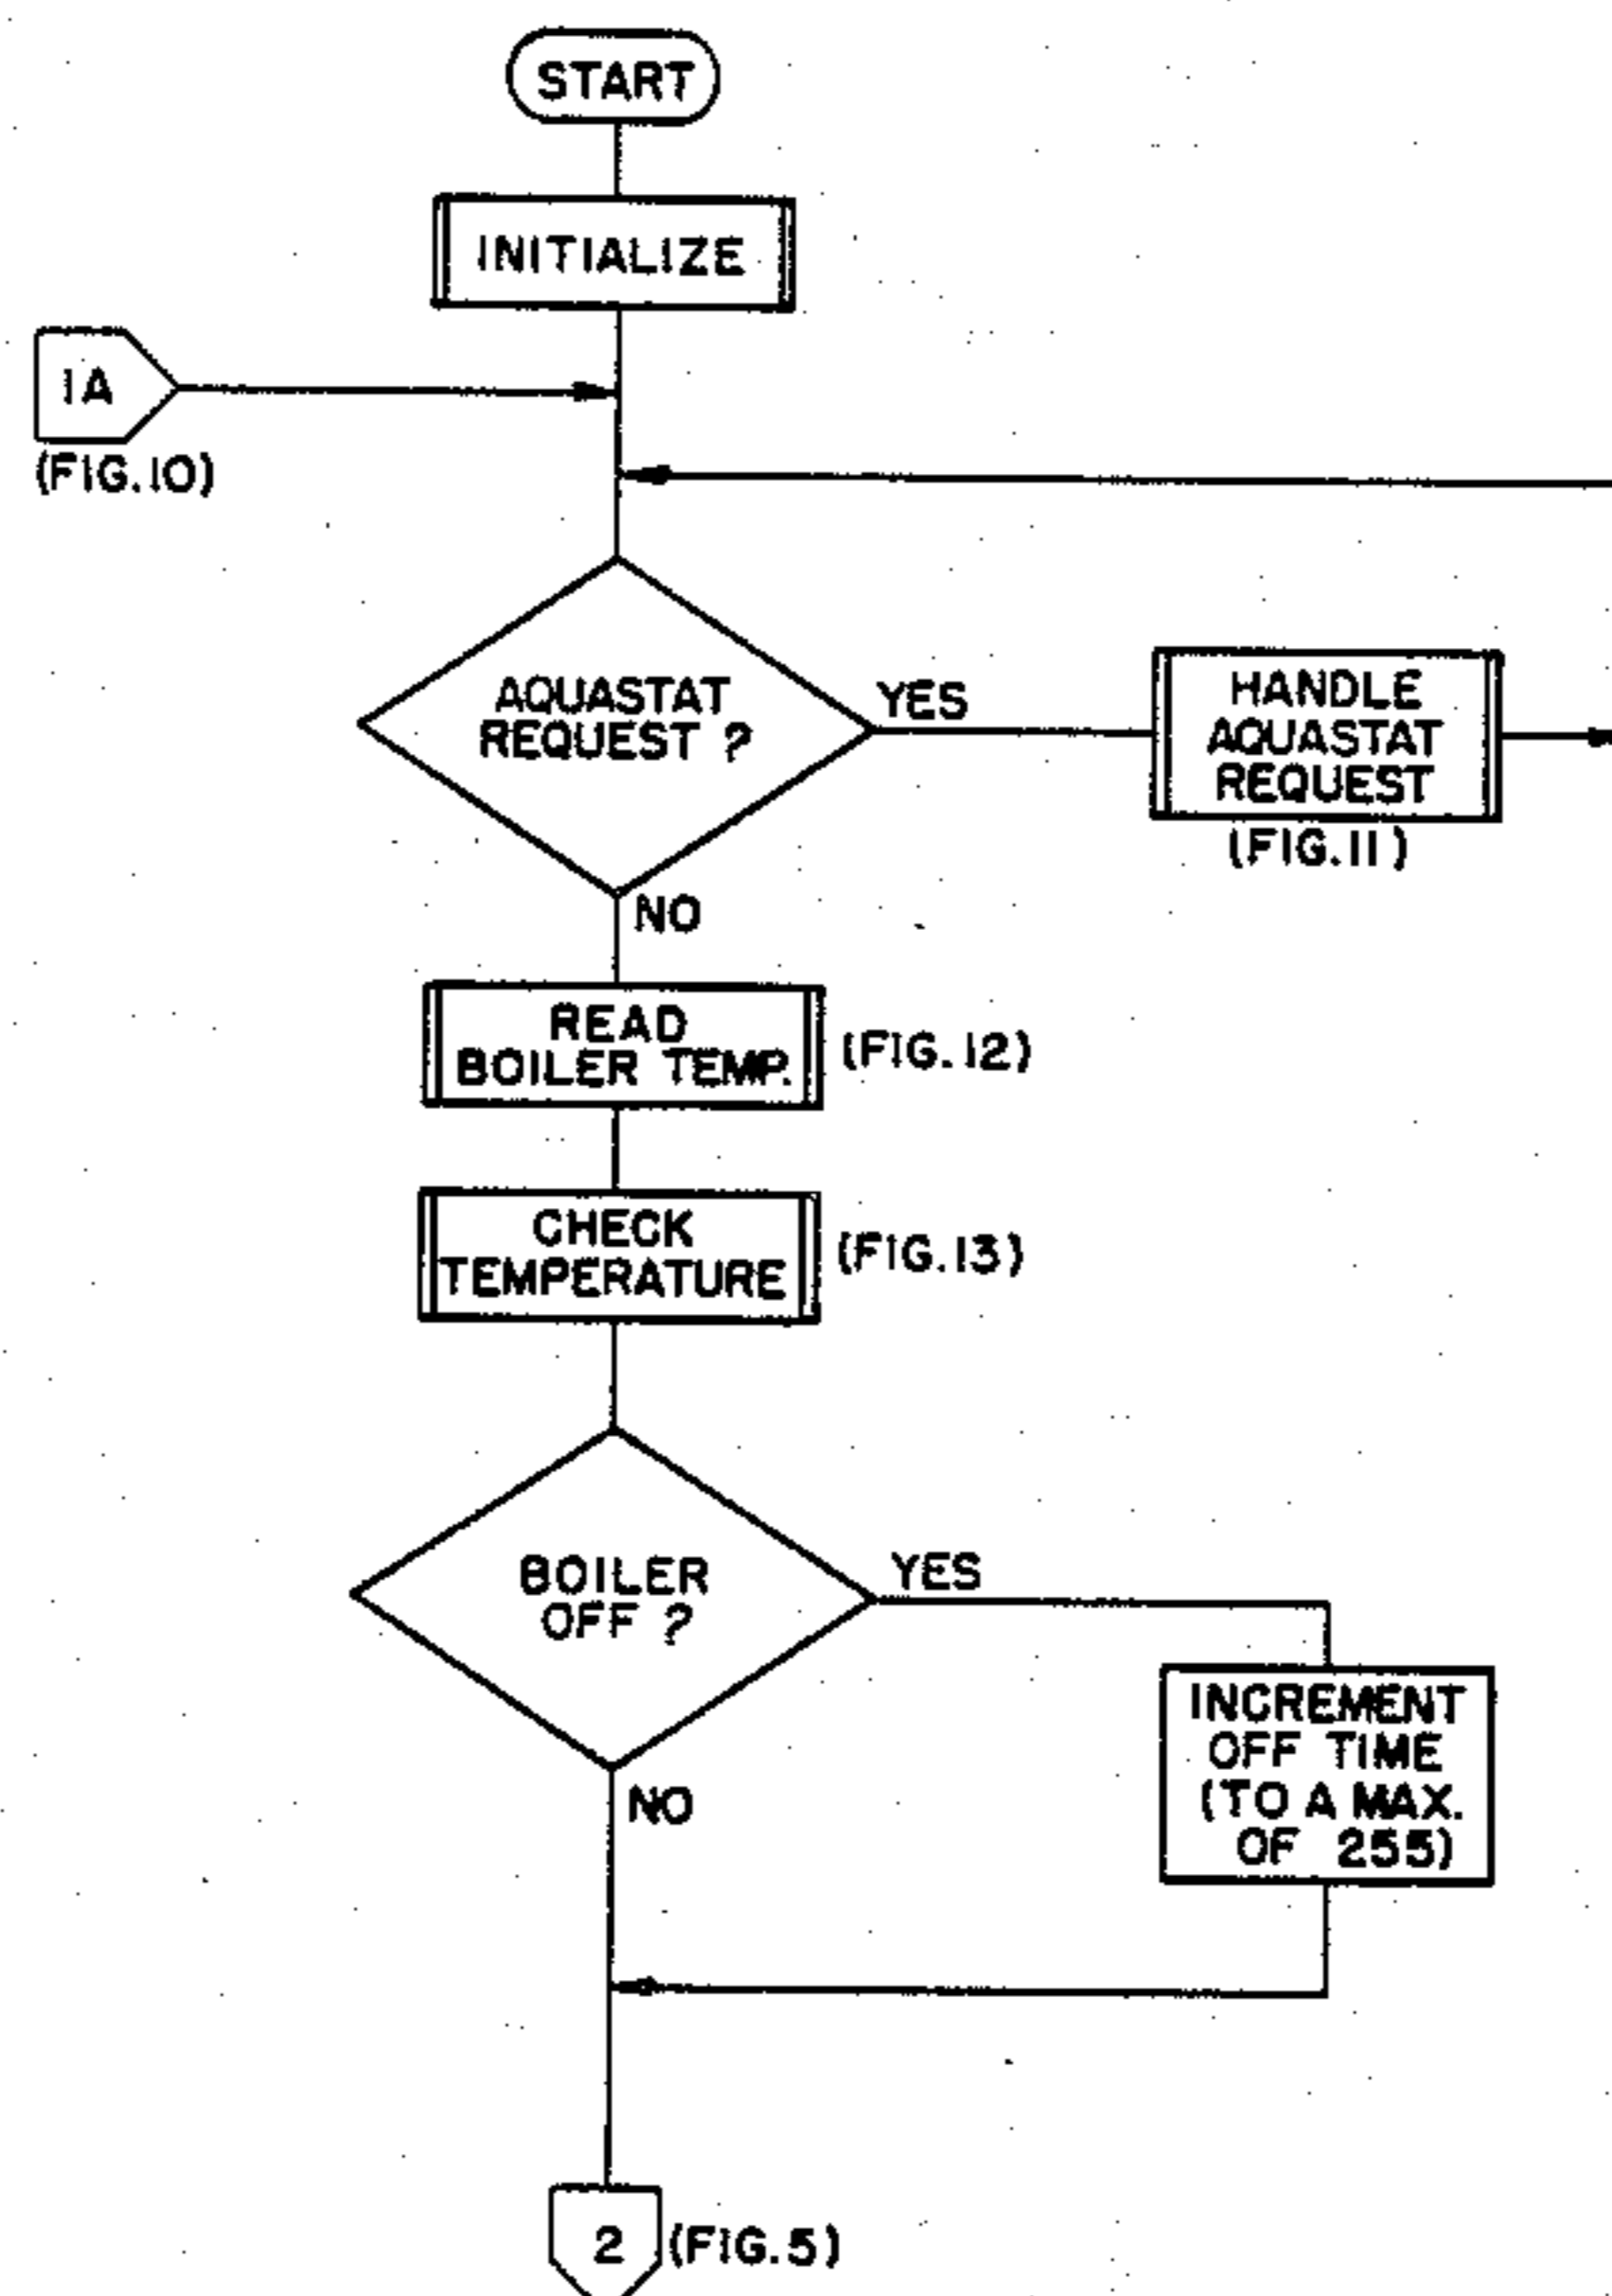 START
INITIALIZE
1A
(FIG.10)
AQUASTAT
REQUEST ?
YES
HANDLE
AQUASTAT
REQUEST
(FIG.11)
NO
READ
BOILER TEMP.
(FIG.12)
CHECK
TEMPERATURE
(FIG.13)
BOILER
OFF ?
YES
INCREMENT
OFF TIME
(TO A MAX.
OF 255)
NO
2
(FIG.5)